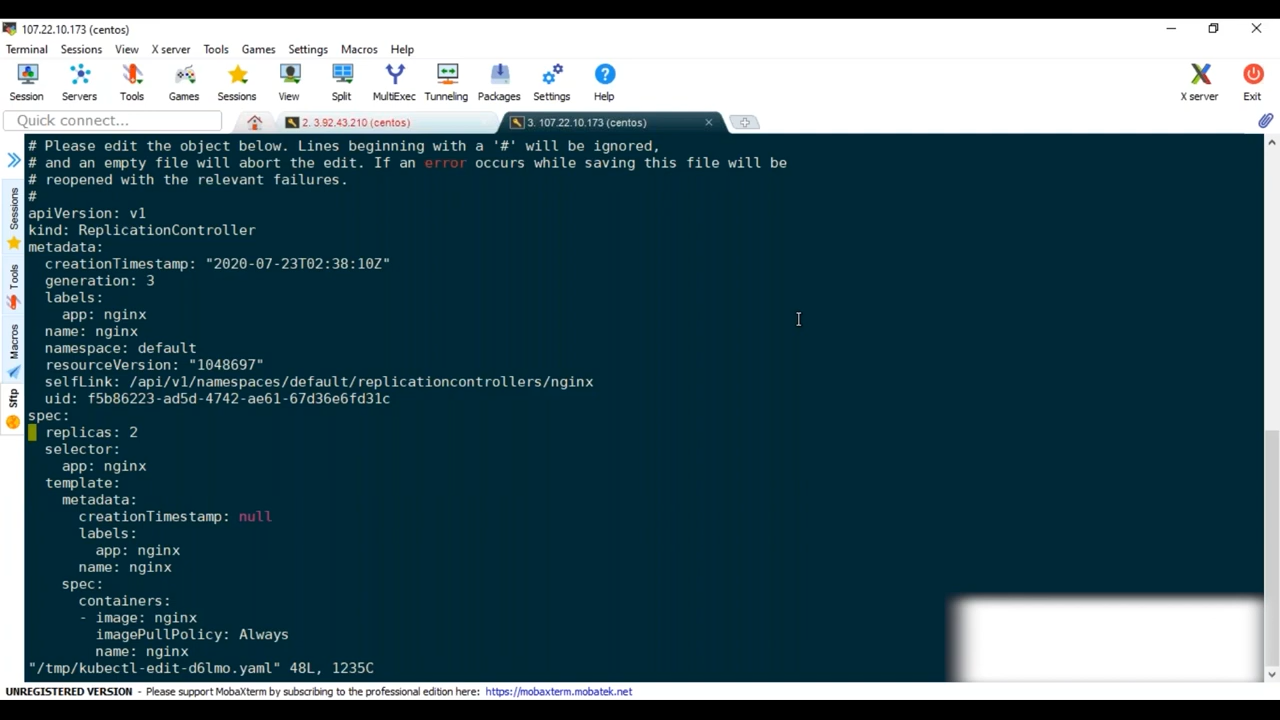 107.22.10.173 (centos)
Terminal Sessions View X server Tools Games Settings Macros Help
Session Servers Tools Games Sessions View Split MultiExec Tunneling Packages Settings Help X server Exit
Quick connect...
2. 3.92.43.210 (centos)
3. 107.22.10.173 (centos)
Sessions
Tools
Macros
Sftp
# Please edit the object below. Lines beginning with a '#' will be ignored,
# and an empty file will abort the edit. If an error occurs while saving this file will be
# reopened with the relevant failures.
#
apiVersion: v1
kind: ReplicationController
metadata:
  creationTimestamp: "2020-07-23T02:38:10Z"
  generation: 3
  labels:
    app: nginx
  name: nginx
  namespace: default
  resourceVersion: "1048697"
  selfLink: /api/v1/namespaces/default/replicationcontrollers/nginx
  uid: f5b86223-ad5d-4742-ae61-67d36e6fd31c
spec:
  replicas: 2
  selector:
    app: nginx
  template:
    metadata:
      creationTimestamp: null
      labels:
        app: nginx
      name: nginx
    spec:
      containers:
      - image: nginx
        imagePullPolicy: Always
        name: nginx
"/tmp/kubectl-edit-d6lmo.yaml" 48L, 1235C
UNREGISTERED VERSION - Please support MobaXterm by subscribing to the professional edition here: https://mobaxterm.mobatek.net